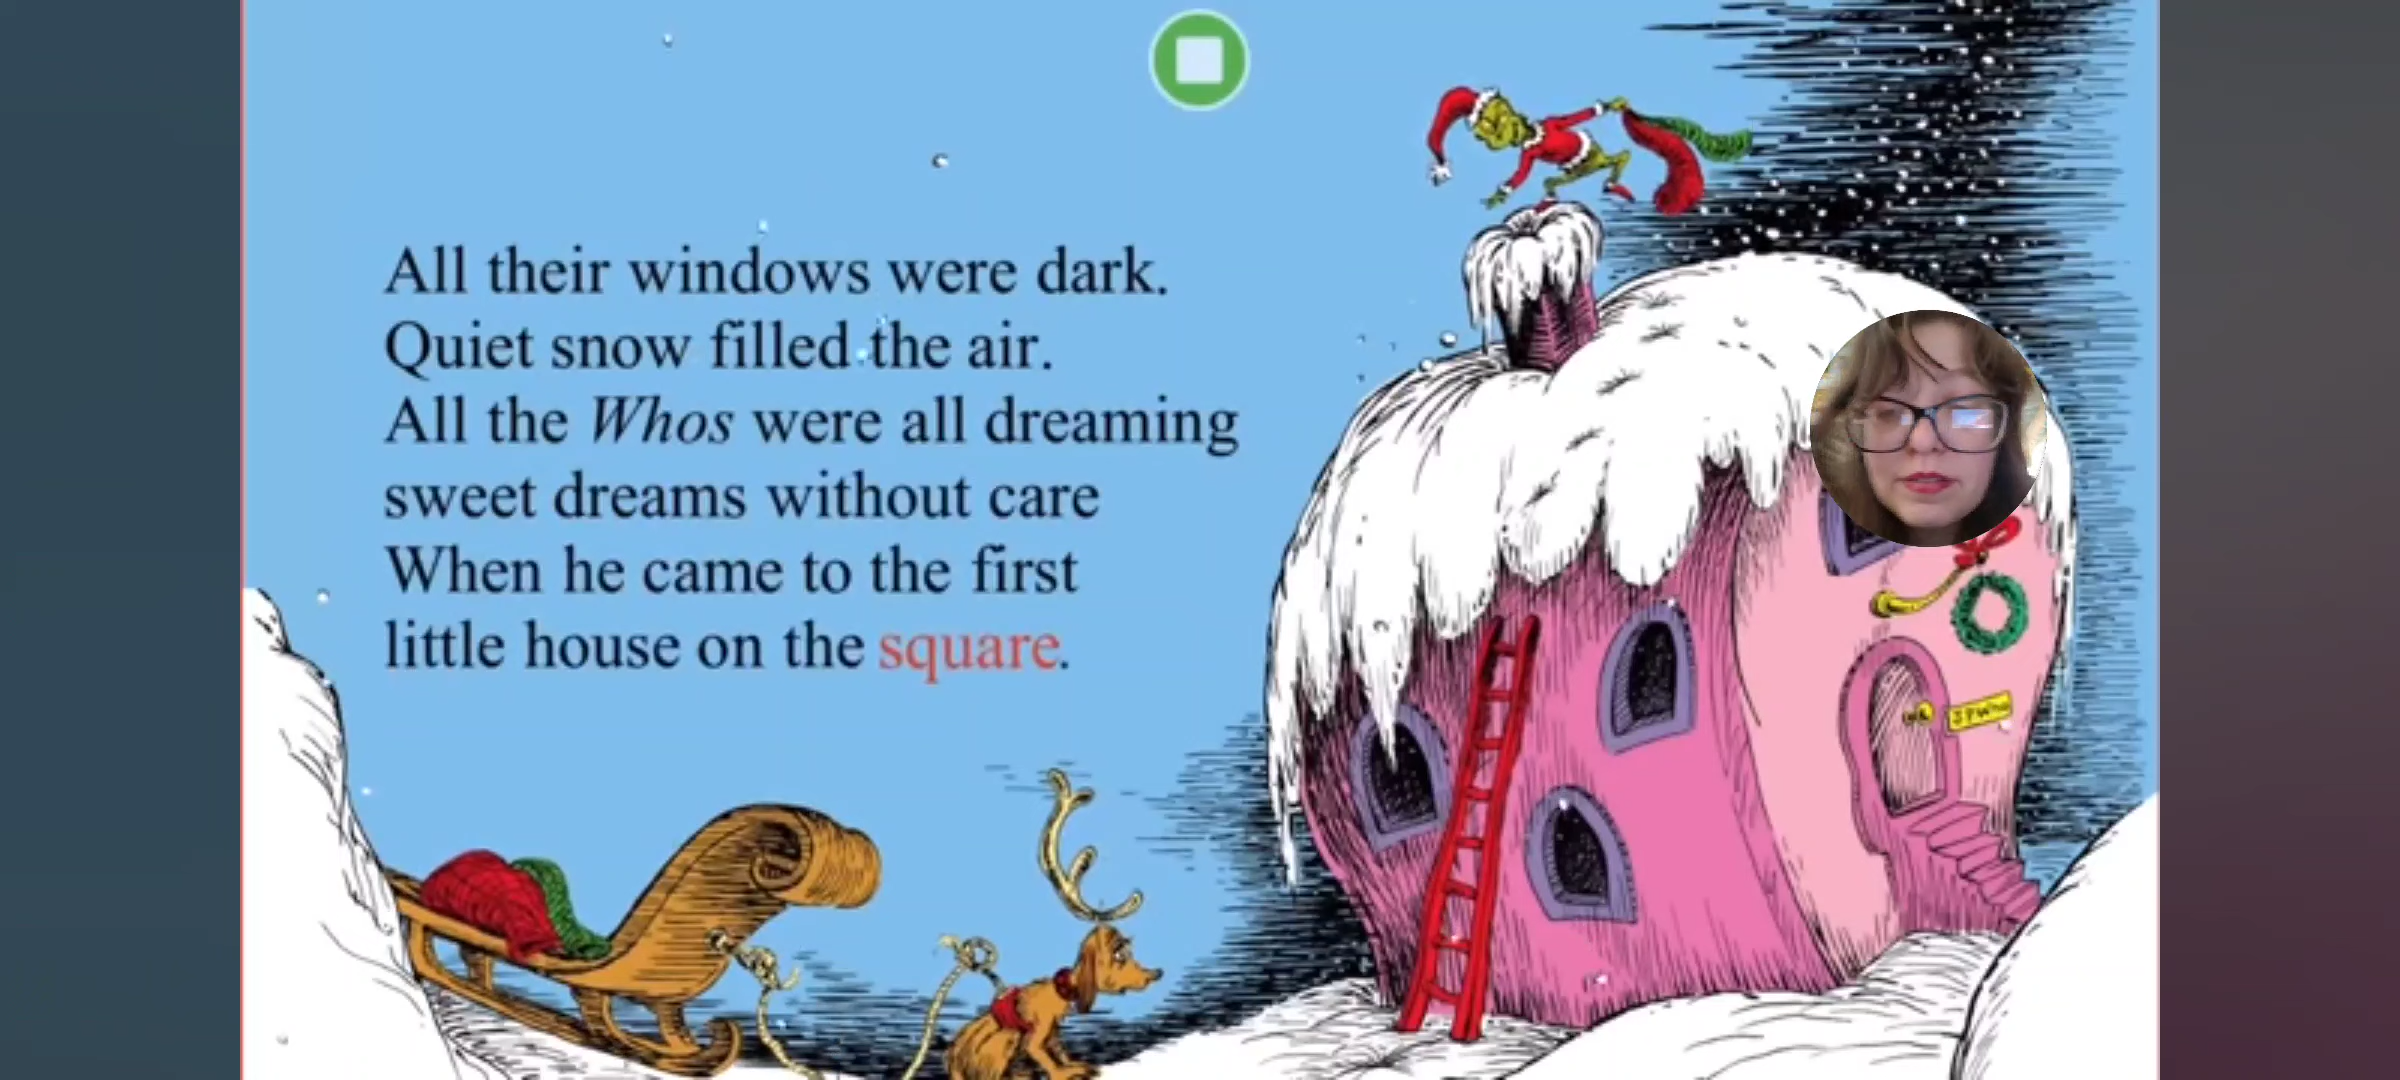 All their windows were dark.
Quiet snow filled the air.
All the Whos were all dreaming
sweet dreams without care
When he came to the first
little house on the square.